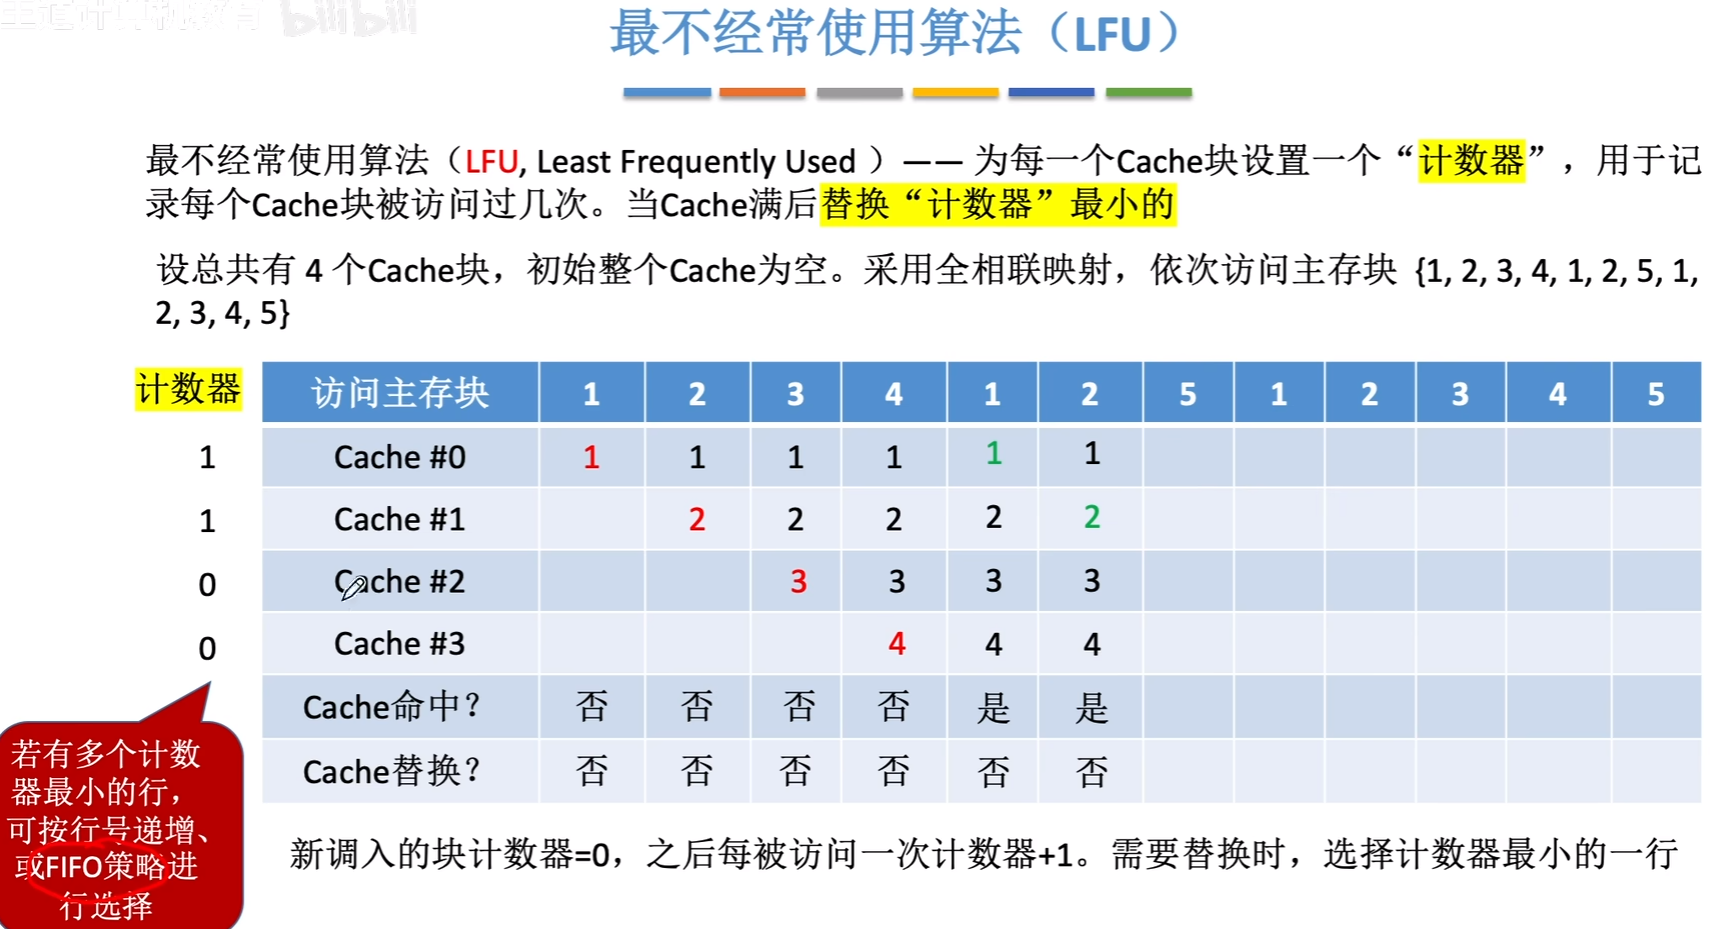 王道计算机教育 bilibili
最不经常使用算法（LFU）
最不经常使用算法（LFU, Least Frequently Used ）—— 为每一个Cache块设置一个“计数器”，用于记
录每个Cache块被访问过几次。当Cache满后替换“计数器”最小的
设总共有 4 个Cache块，初始整个Cache为空。采用全相联映射，依次访问主存块 {1, 2, 3, 4, 1, 2, 5, 1,
2, 3, 4, 5}
计数器 访问主存块 1 2 3 4 1 2 5 1 2 3 4 5
1 Cache #0 1 1 1 1 1 1
1 Cache #1 2 2 2 2 2
0 Cache #2 3 3 3 3
0 Cache #3 4 4 4
Cache命中? 否 否 否 否 是 是
Cache替换? 否 否 否 否 否 否
若有多个计数
器最小的行，
可按行号递增、
或FIFO策略进
行选择
新调入的块计数器=0，之后每被访问一次计数器+1。需要替换时，选择计数器最小的一行